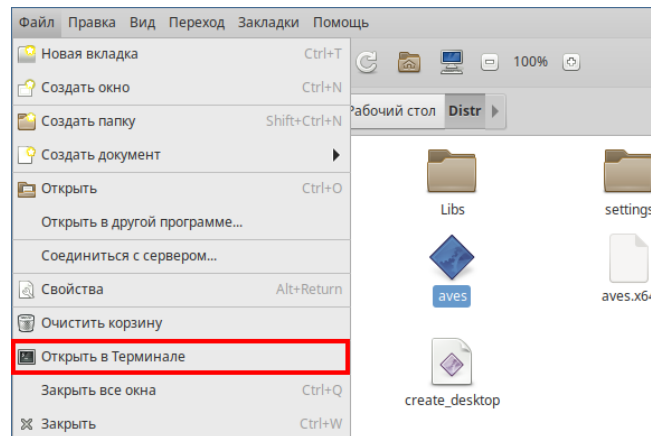 Файл Правка Вид Переход Закладки Помощь
Новая вкладка Ctrl+T
Создать окно Ctrl+N
Создать папку Shift+Ctrl+N
Создать документ
Открыть Ctrl+O
Открыть в другой программе...
Соединиться с сервером...
Свойства Alt+Return
Очистить корзину
Открыть в Терминале
Закрыть все окна Ctrl+Q
Закрыть Ctrl+W
100%
Рабочий стол Distr
Libs settings
aves aves.x64
create_desktop